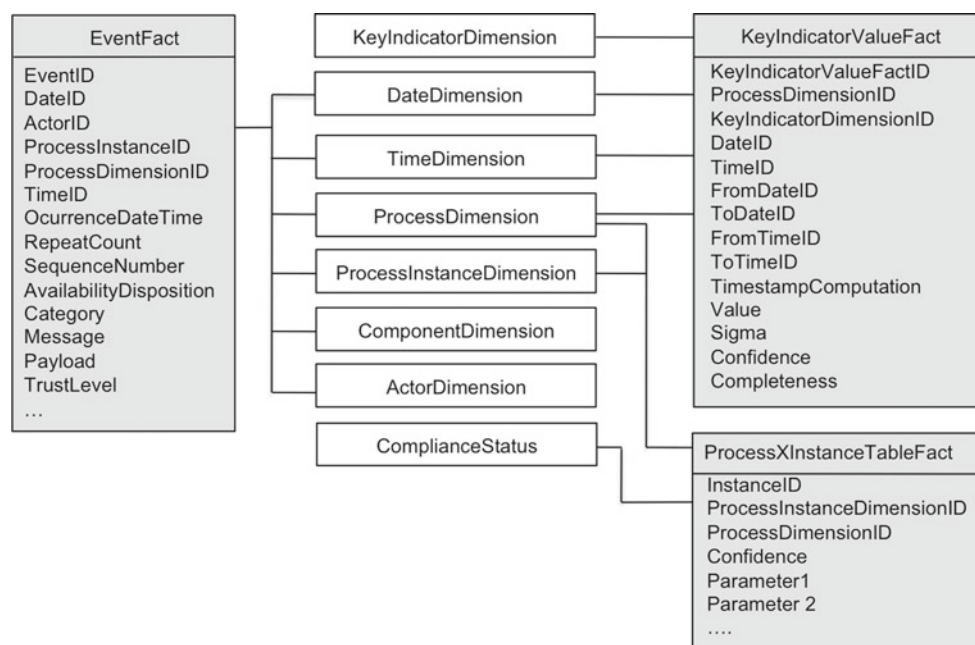 EventFact
EventID
DateID
ActorID
ProcessInstanceID
ProcessDimensionID
TimeID
OcurrenceDateTime
RepeatCount
SequenceNumber
AvailabilityDisposition
Category
Message
Payload
TrustLevel
...
KeyIndicatorDimension
DateDimension
TimeDimension
ProcessDimension
ProcessInstanceDimension
ComponentDimension
ActorDimension
ComplianceStatus
KeyIndicatorValueFact
KeyIndicatorValueFactID
ProcessDimensionID
KeyIndicatorDimensionID
DateID
TimeID
FromDateID
ToDateID
FromTimeID
ToTimeID
TimestampComputation
Value
Sigma
Confidence
Completeness
ProcessXInstanceTableFact
InstanceID
ProcessInstanceDimensionID
ProcessDimensionID
Confidence
Parameter1
Parameter 2
....